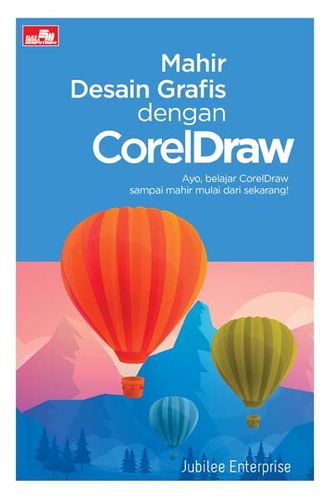 Mahir
Desain Grafis
dengan
CorelDraw
Ayo, belajar CorelDraw
sampai mahir mulai dari sekarang!
Jubilee Enterprise